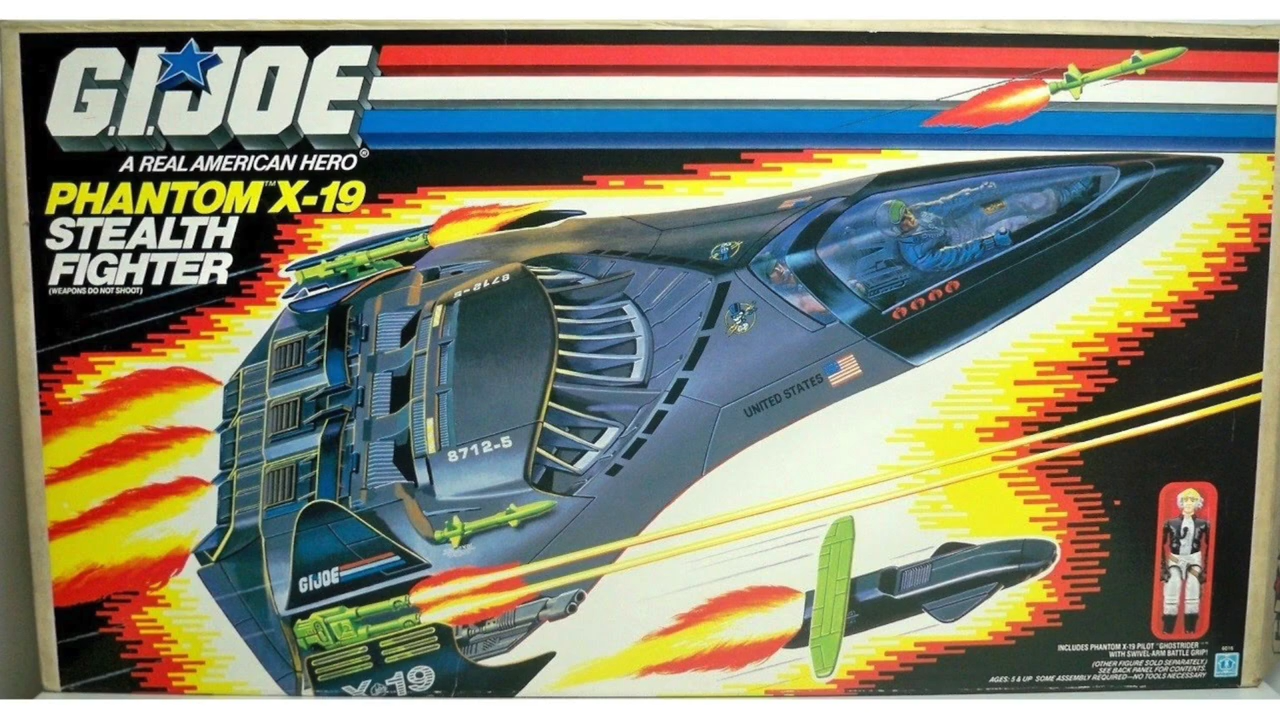 G.I.JOE
A REAL AMERICAN HERO®
PHANTOM™ X-19
STEALTH
FIGHTER
(WEAPONS DO NOT SHOOT)
8712-5
8712-5
UNITED STATES
GIJOE
X-19
INCLUDES PHANTOM X-19 PILOT "GHOSTRIDER"™
WITH SWIVEL-ARM BATTLE GRIP!
(OTHER FIGURE SOLD SEPARATELY.)
SEE BACK PANEL FOR CONTENTS.
AGES: 5 & UP SOME ASSEMBLY REQUIRED—NO TOOLS NECESSARY